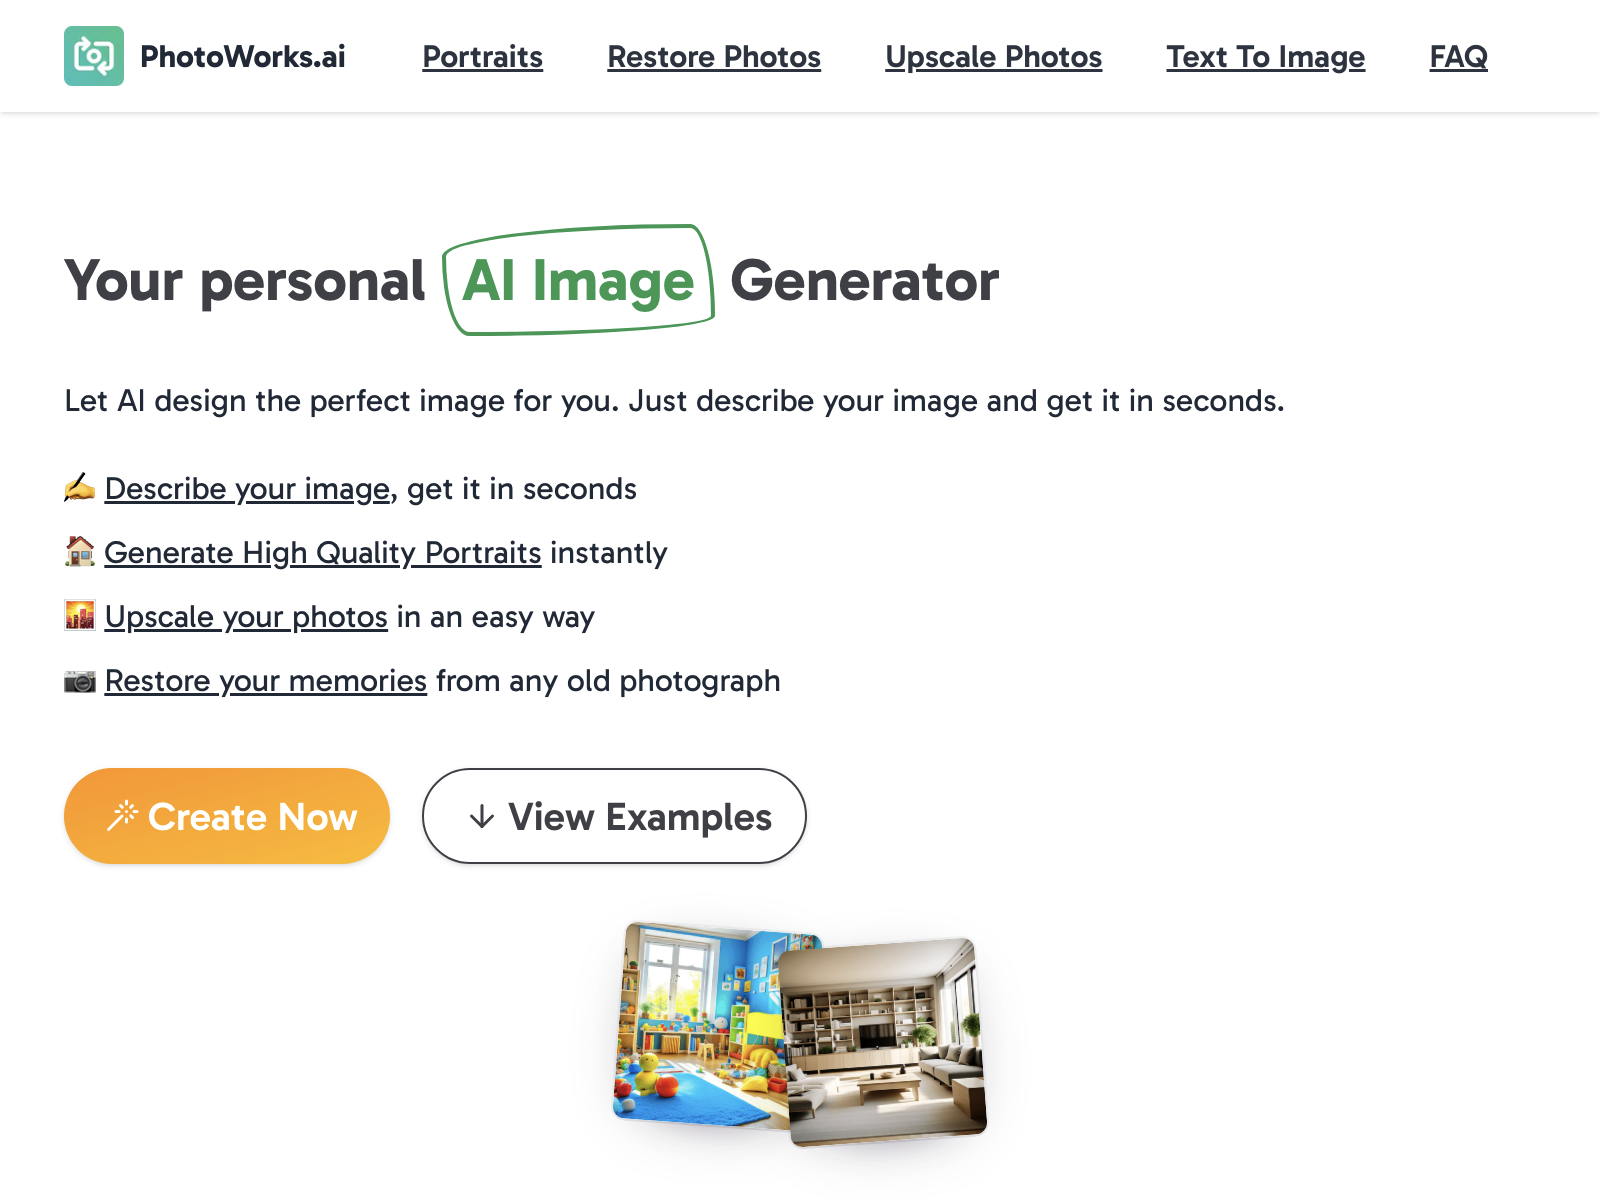 PhotoWorks.ai Portraits Restore Photos Upscale Photos Text To Image FAQ
Your personal AI Image Generator
Let AI design the perfect image for you. Just describe your image and get it in seconds.
✍️ Describe your image, get it in seconds
🏠 Generate High Quality Portraits instantly
🌇 Upscale your photos in an easy way
📷 Restore your memories from any old photograph
Create Now
↓ View Examples